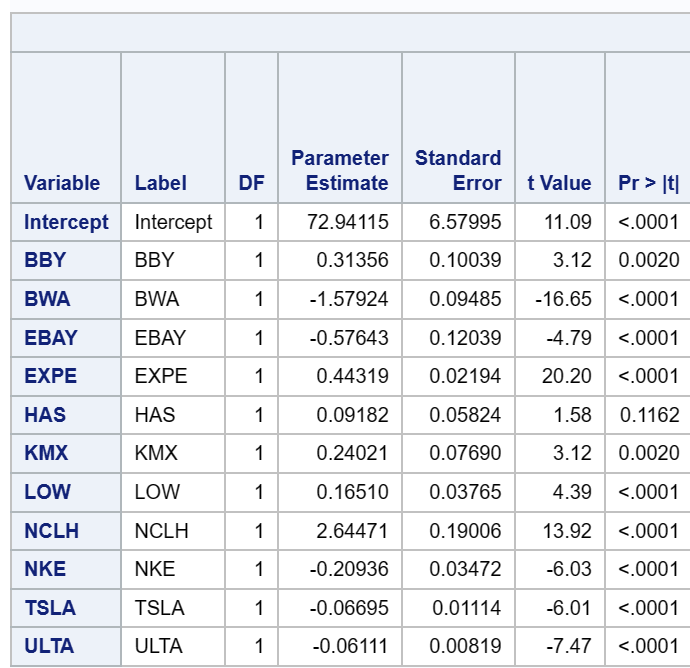 Variable Label DF Parameter Estimate Standard Error t Value Pr > |t|
Intercept Intercept 1 72.94115 6.57995 11.09 <.0001
BBY BBY 1 0.31356 0.10039 3.12 0.0020
BWA BWA 1 -1.57924 0.09485 -16.65 <.0001
EBAY EBAY 1 -0.57643 0.12039 -4.79 <.0001
EXPE EXPE 1 0.44319 0.02194 20.20 <.0001
HAS HAS 1 0.09182 0.05824 1.58 0.1162
KMX KMX 1 0.24021 0.07690 3.12 0.0020
LOW LOW 1 0.16510 0.03765 4.39 <.0001
NCLH NCLH 1 2.64471 0.19006 13.92 <.0001
NKE NKE 1 -0.20936 0.03472 -6.03 <.0001
TSLA TSLA 1 -0.06695 0.01114 -6.01 <.0001
ULTA ULTA 1 -0.06111 0.00819 -7.47 <.0001